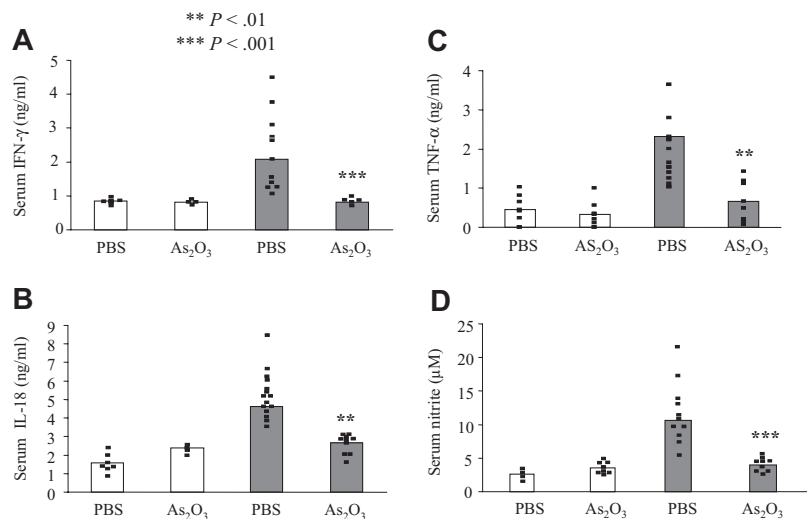 ** P < .01
*** P < .001
A
Serum IFN-γ (ng/ml)
5
4
3
2
1
0
***
PBS
As₂O₃
PBS
As₂O₃
C
Serum TNF-α (ng/ml)
4
3
2
1
0
**
PBS
AS₂O₃
PBS
AS₂O₃
B
Serum IL-18 (ng/ml)
9
8
7
6
5
4
3
2
1
0
**
PBS
As₂O₃
PBS
As₂O₃
D
Serum nitrite (µM)
25
20
15
10
5
0
***
PBS
As₂O₃
PBS
As₂O₃